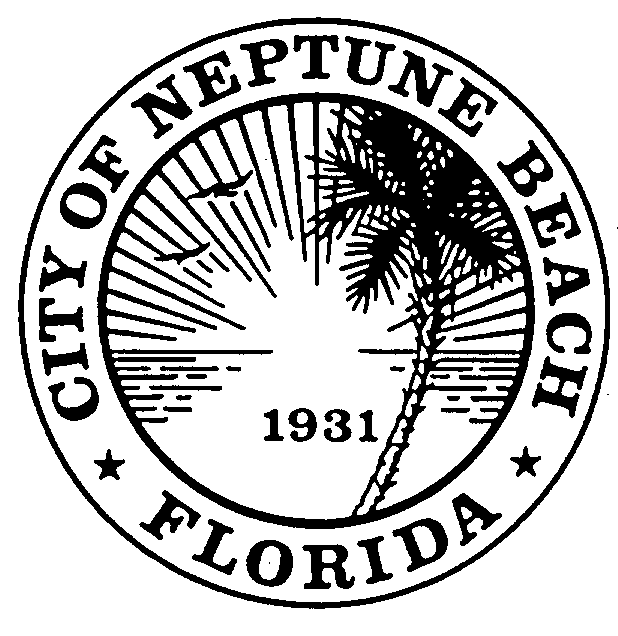 CITY OF NEPTUNE BEACH
1931
FLORIDA